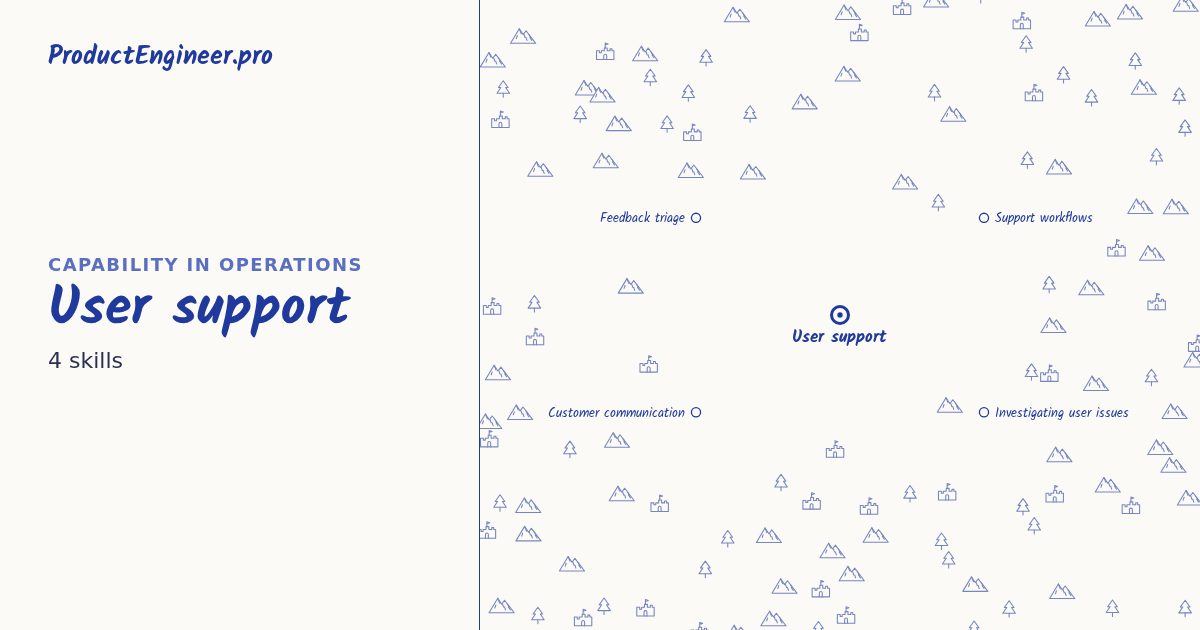 ProductEngineer.pro
CAPABILITY IN OPERATIONS
User support
4 skills
Feedback triage
Support workflows
User support
Customer communication
Investigating user issues